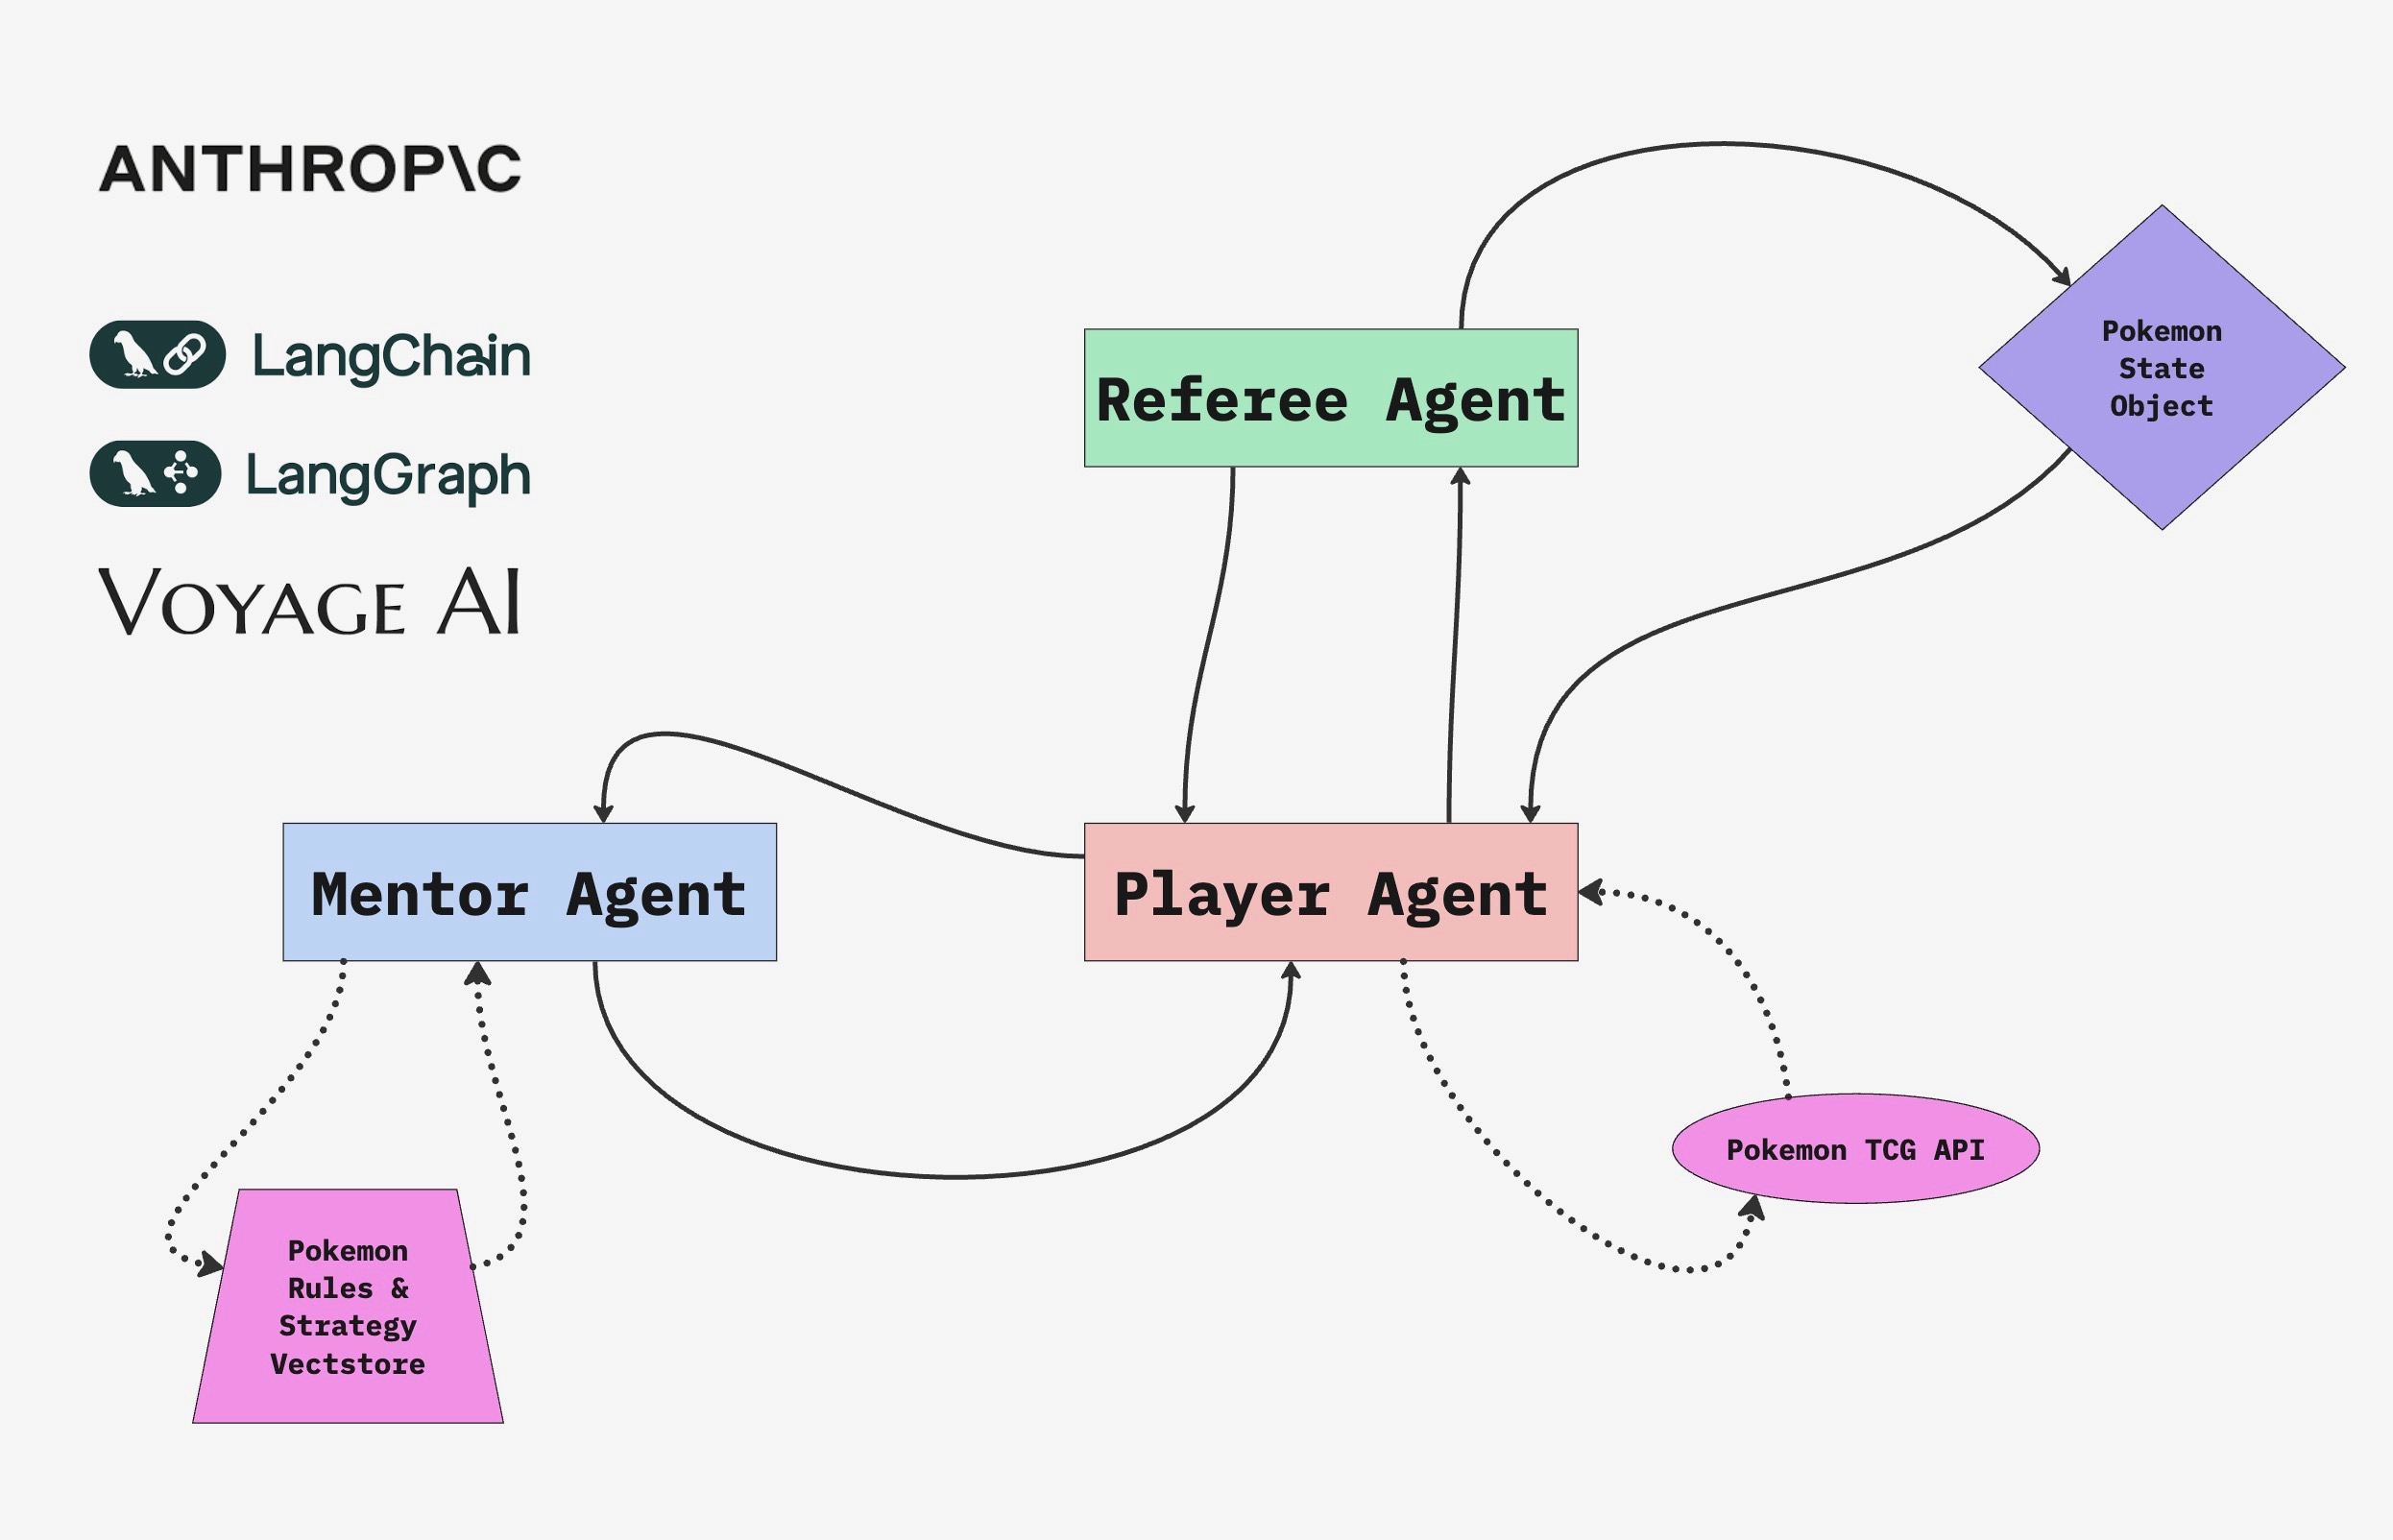 ANTHROP\C
LangChain
LangGraph
VOYAGE AI
Referee Agent
Pokemon
State
Object
Mentor Agent
Player Agent
Pokemon TCG API
Pokemon
Rules &
Strategy
Vectstore